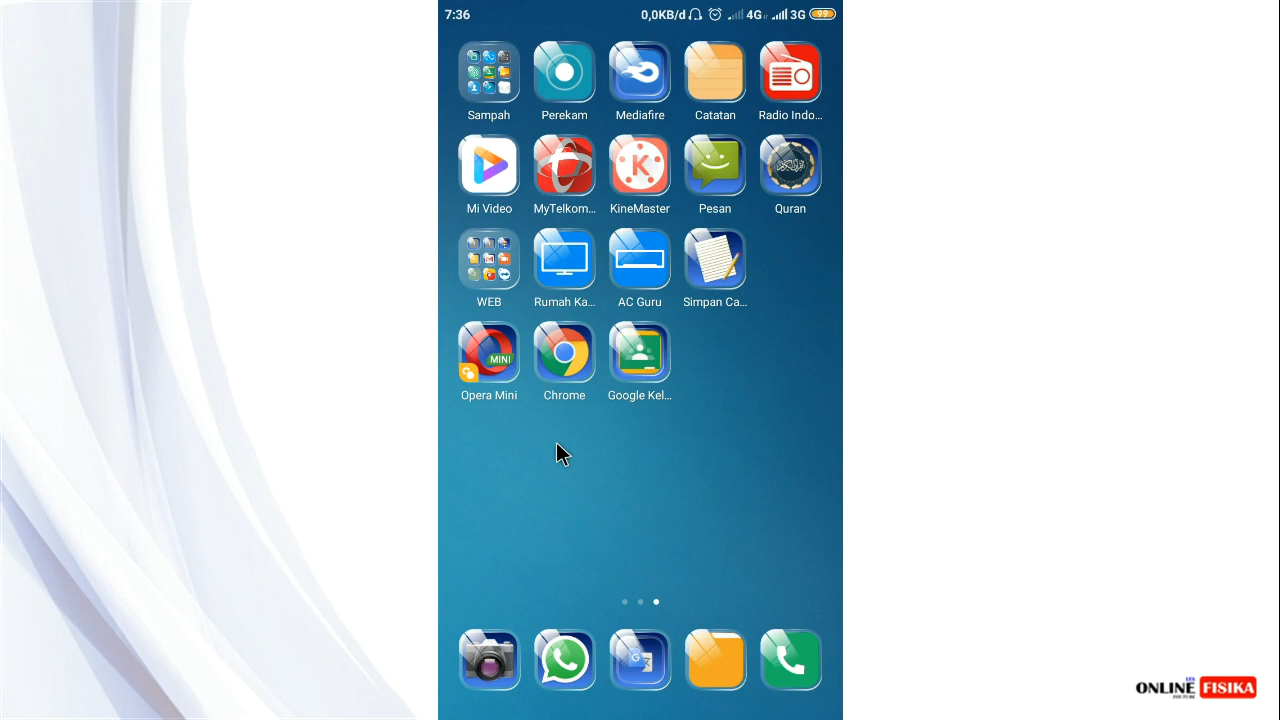 7:36 0,0KB/d 4G 3G 99
Sampah Perekam Mediafire Catatan Radio Indo...
Mi Video MyTelkom... KineMaster Pesan Quran
WEB Rumah Ka... AC Guru Simpan Ca...
MINI
Opera Mini Chrome Google Kel...
ONLINE FISIKA